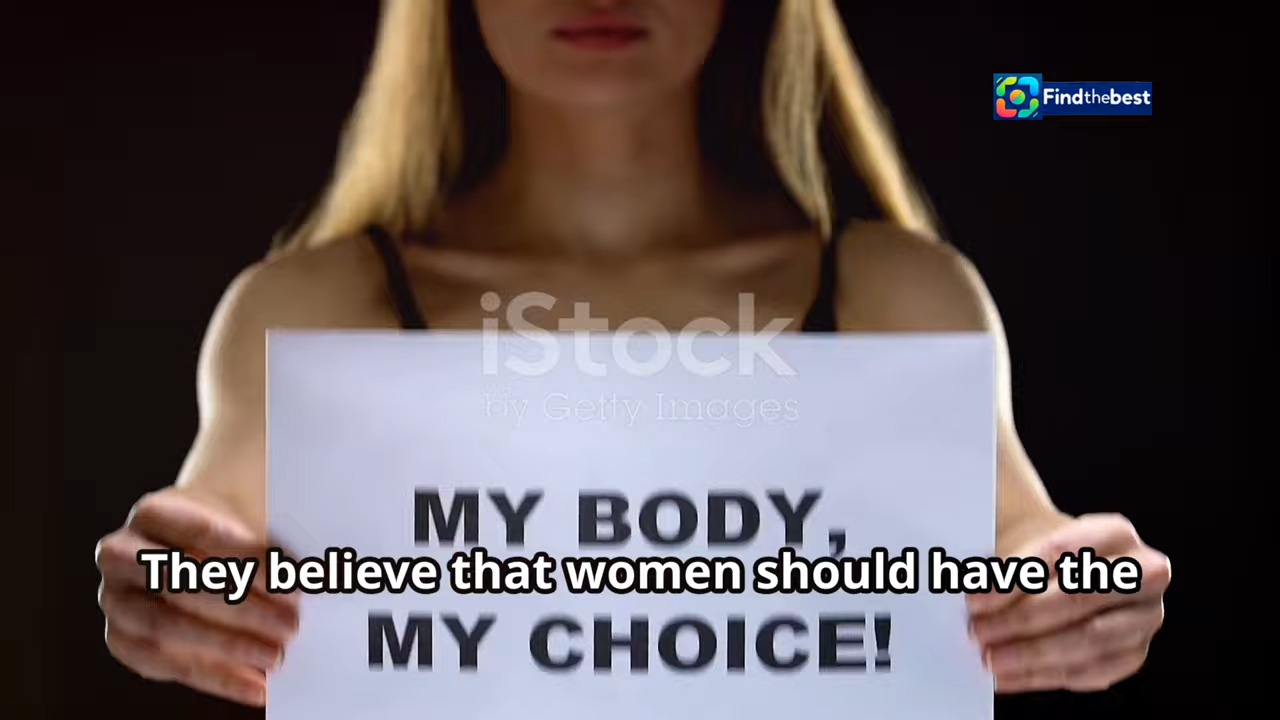 Findthebest
iStock
by Getty Images
MY BODY,
They believe that women should have the
MY CHOICE!